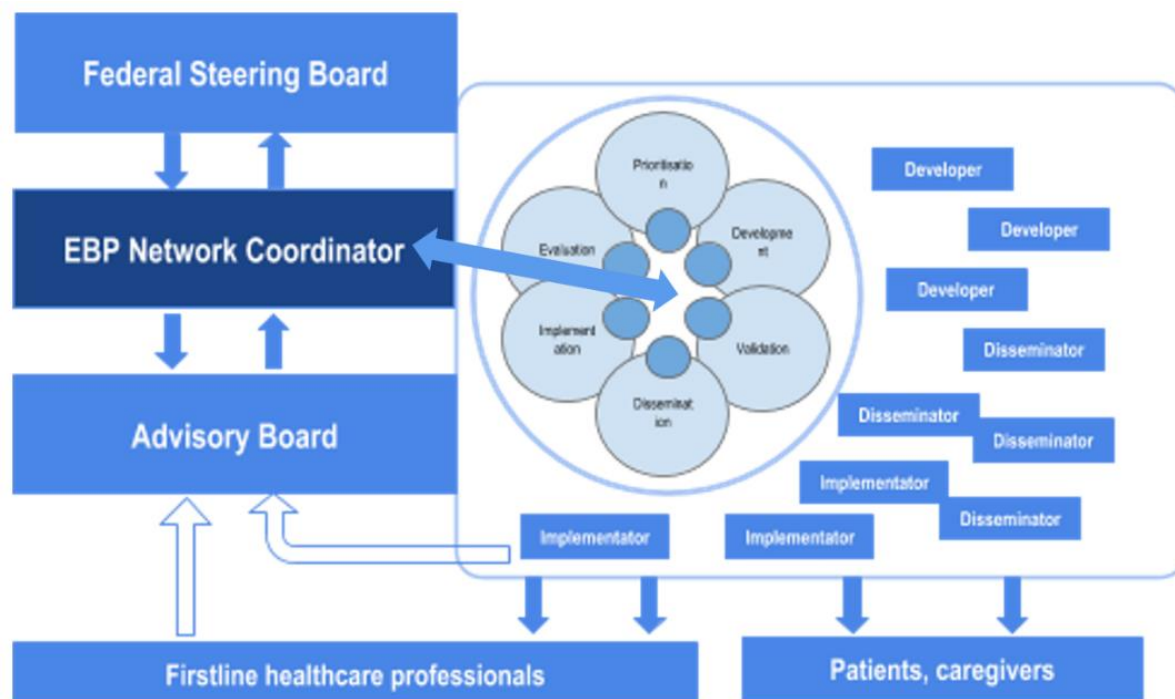 Federal Steering Board
EBP Network Coordinator
Advisory Board
Prioritisatio
n
Developme
nt
Validation
Disseminat
ion
Implement
ation
Evaluation
Developer
Developer
Developer
Disseminator
Disseminator
Disseminator
Implementator
Disseminator
Implementator
Implementator
Firstline healthcare professionals
Patients, caregivers